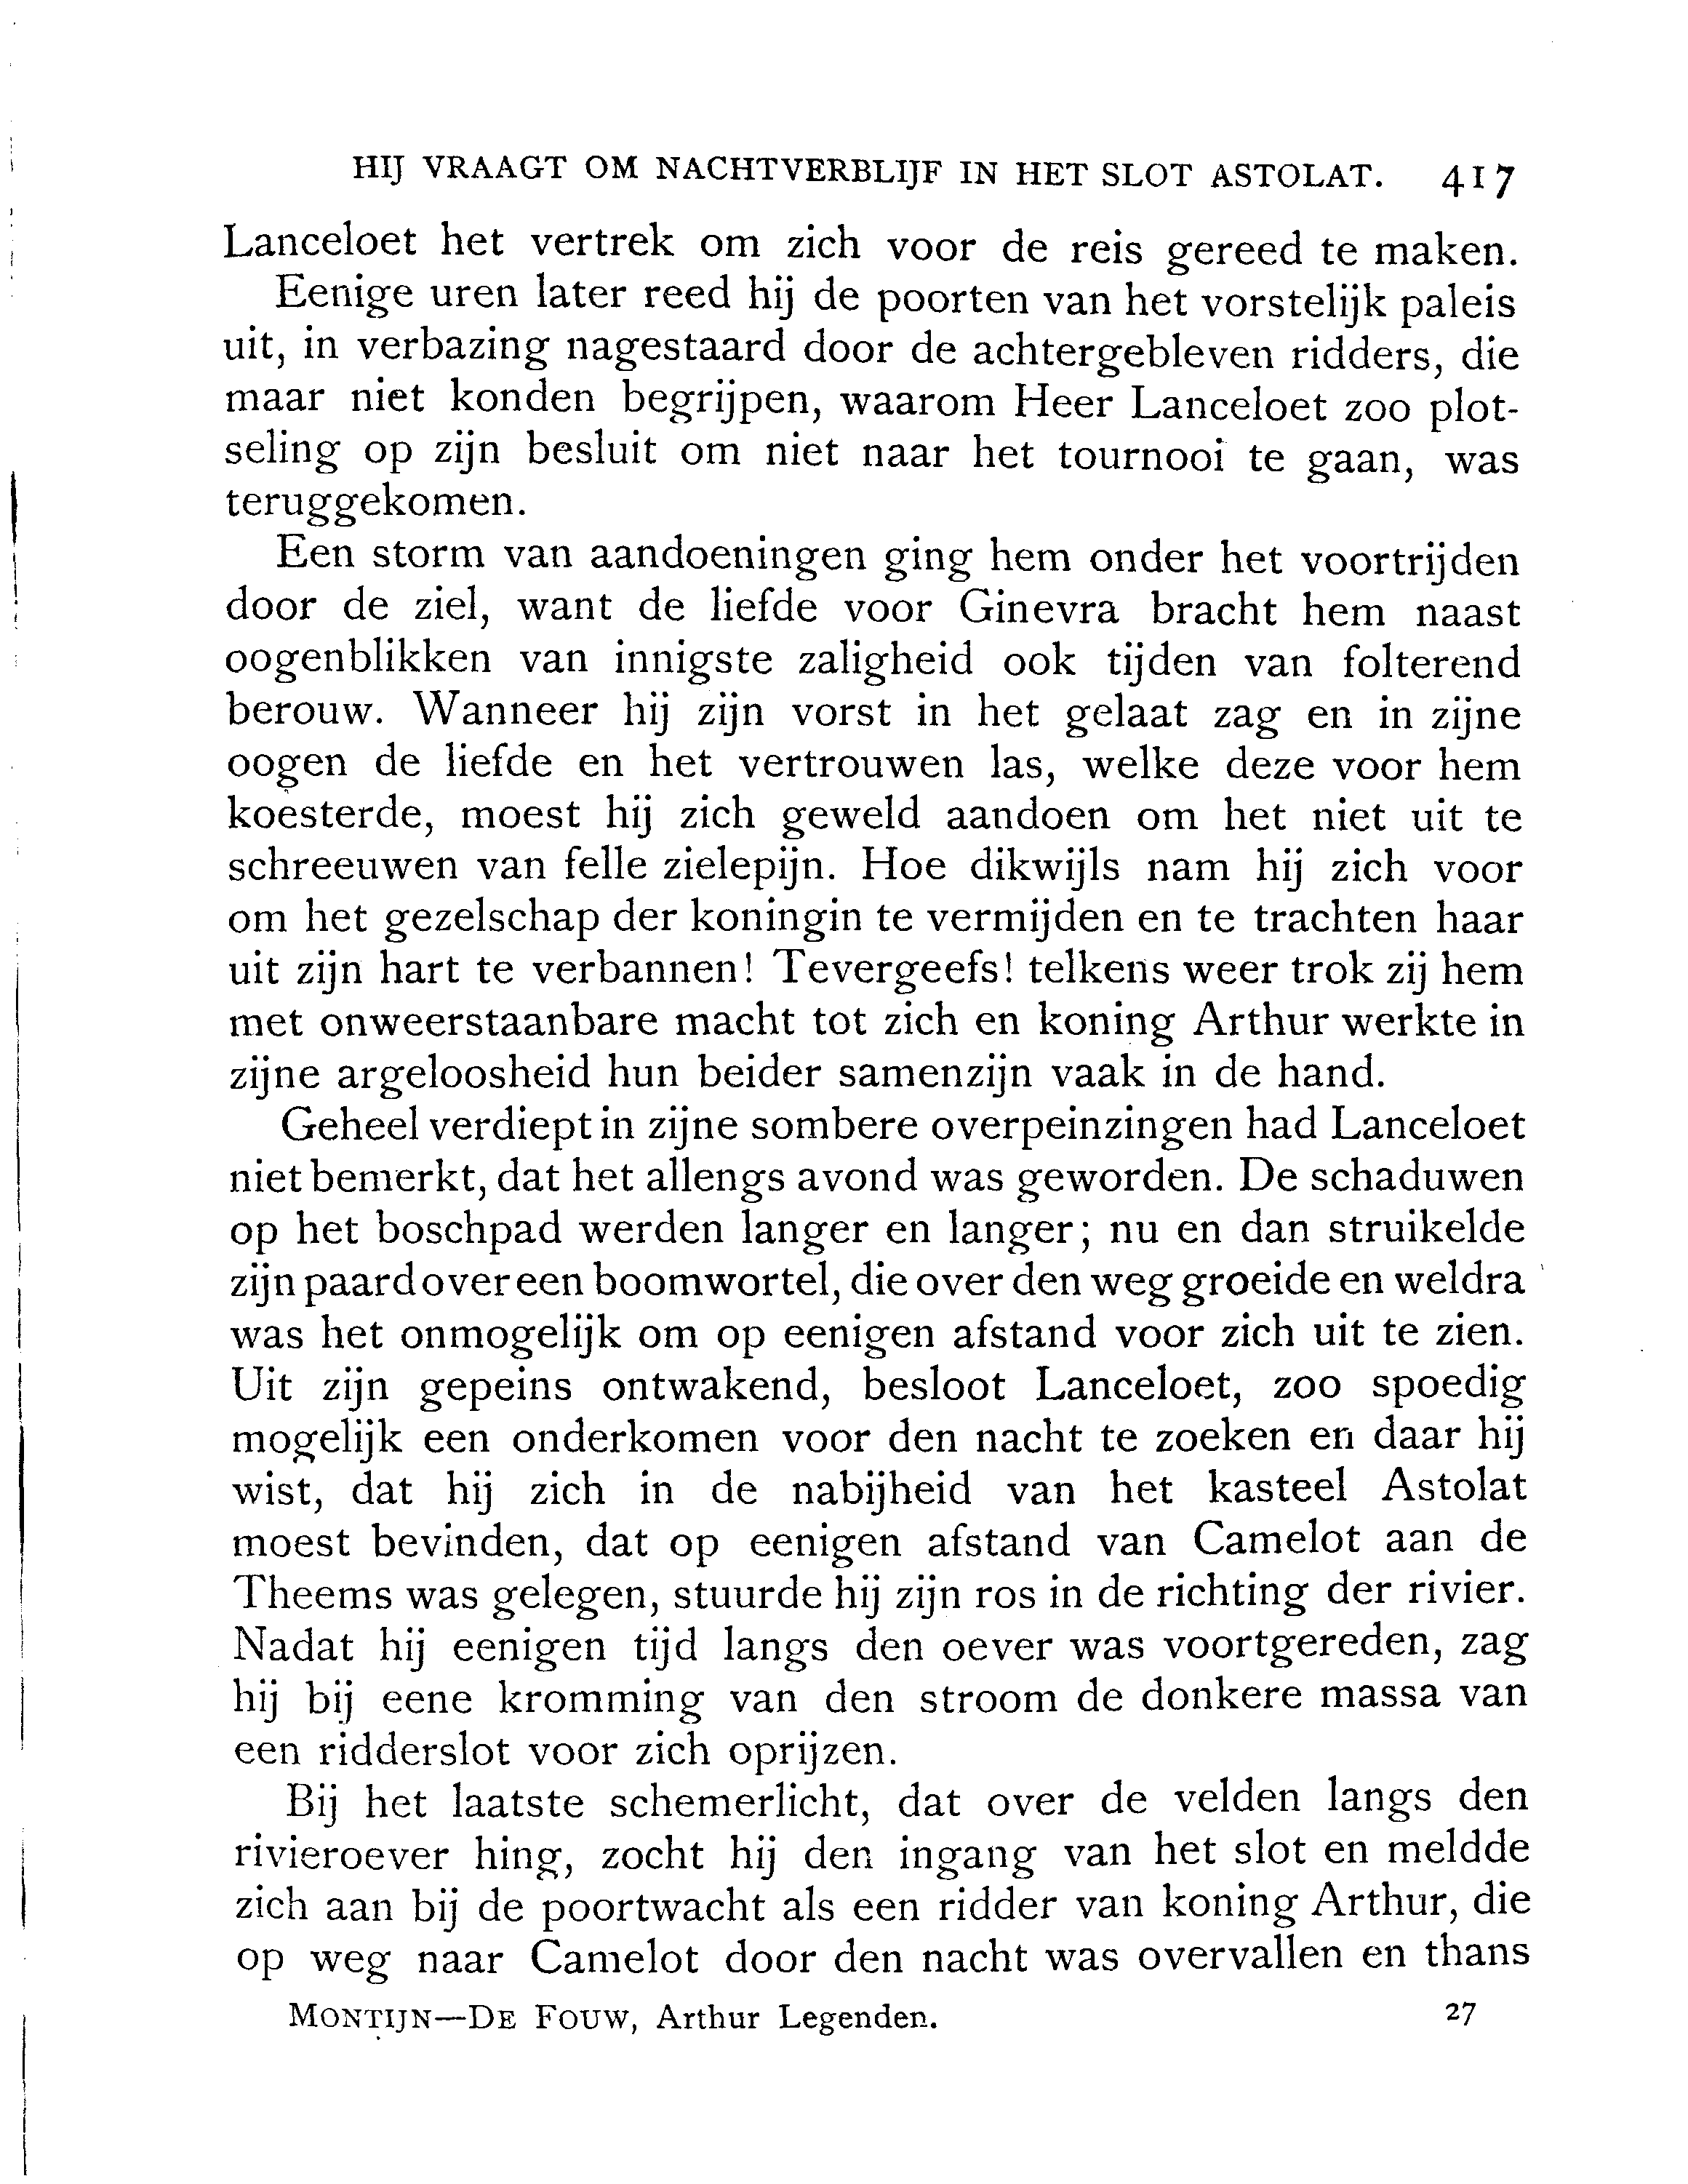 HIJ VRAAGT OM NACHTVERBLIJF IN HET SLOT ASTOLAT. 417
Lanceloet het vertrek om zich voor de reis gereed te maken.
Eenige uren later reed hij de poorten van het vorstelijk paleis
uit, in verbazing nagestaard door de achtergebleven ridders, die
maar niet konden begrijpen, waarom Heer Lanceloet zoo plot-
seling op zijn besluit om niet naar het tournooi te gaan, was
teruggekomen.
Een storm van aandoeningen ging hem onder het voortrijden
door de ziel, want de liefde voor Ginevra bracht hem naast
oogenblikken van innigste zaligheid ook tijden van folterend
berouw. Wanneer hij zijn vorst in het gelaat zag en in zijne
oogen de liefde en het vertrouwen las, welke deze voor hem
koesterde, moest hij zich geweld aandoen om het niet uit te
schreeuwen van felle zielepijn. Hoe dikwijls nam hij zich voor
om het gezelschap der koningin te vermijden en te trachten haar
uit zijn hart te verbannen! Tevergeefs! telkens weer trok zij hem
met onweerstaanbare macht tot zich en koning Arthur werkte in
zijne argeloosheid hun beider samenzijn vaak in de hand.
Geheel verdiept in zijne sombere overpeinzingen had Lanceloet
niet bemerkt, dat het allengs avond was geworden. De schaduwen
op het boschpad werden langer en langer; nu en dan struikelde
zijn paard over een boomwortel, die over den weg groeide en weldra
was het onmogelijk om op eenigen afstand voor zich uit te zien.
Uit zijn gepeins ontwakend, besloot Lanceloet, zoo spoedig
mogelijk een onderkomen voor den nacht te zoeken en daar hij
wist, dat hij zich in de nabijheid van het kasteel Astolat
moest bevinden, dat op eenigen afstand van Camelot aan de
Theems was gelegen, stuurde hij zijn ros in de richting der rivier.
Nadat hij eenigen tijd langs den oever was voortgereden, zag
hij bij eene kromming van den stroom de donkere massa van
een ridderslot voor zich oprijzen.
Bij het laatste schemerlicht, dat over de velden langs den
rivieroever hing, zocht hij den ingang van het slot en meldde
zich aan bij de poortwacht als een ridder van koning Arthur, die
op weg naar Camelot door den nacht was overvallen en thans
MONTIJN—DE FOUW, Arthur Legenden. 27